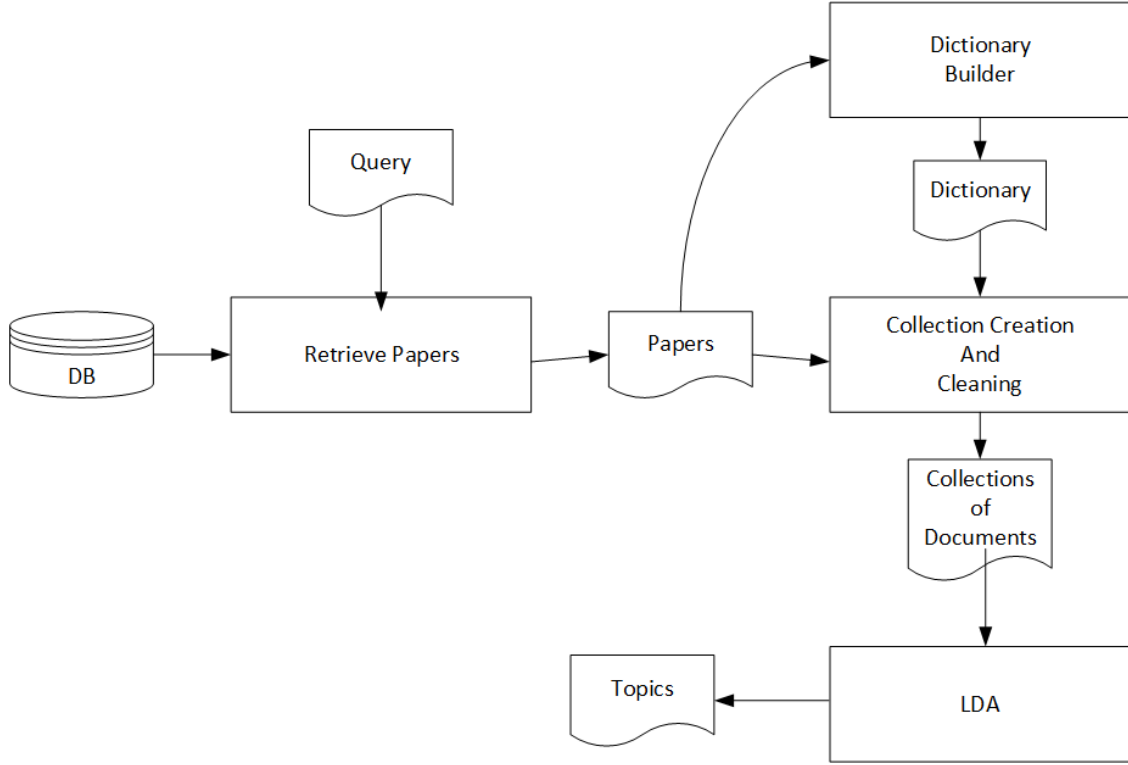 Dictionary
Builder
Query
Dictionary
DB
Retrieve Papers
Papers
Collection Creation
And
Cleaning
Collections
of
Documents
Topics
LDA